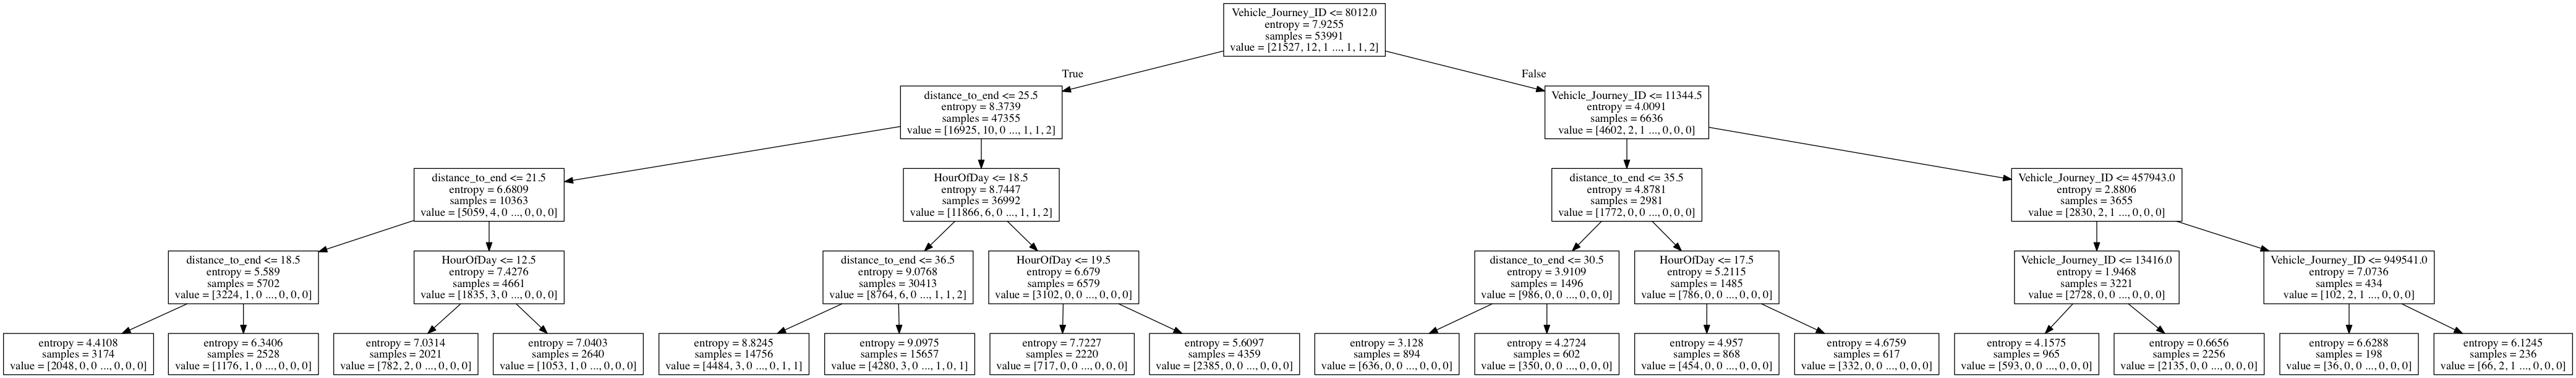 Vehicle_Journey_ID <= 8012.0
entropy = 7.9255
samples = 53991
value = [21527, 12, 1 ..., 1, 1, 2]
True
False
distance_to_end <= 25.5
entropy = 8.3739
samples = 47355
value = [16925, 10, 0 ..., 1, 1, 2]
Vehicle_Journey_ID <= 11344.5
entropy = 4.0091
samples = 6636
value = [4602, 2, 1 ..., 0, 0, 0]
distance_to_end <= 21.5
entropy = 6.6809
samples = 10363
value = [5059, 4, 0 ..., 0, 0, 0]
HourOfDay <= 18.5
entropy = 8.7447
samples = 36992
value = [11866, 6, 0 ..., 1, 1, 2]
distance_to_end <= 35.5
entropy = 4.8781
samples = 2981
value = [1772, 0, 0 ..., 0, 0, 0]
Vehicle_Journey_ID <= 457943.0
entropy = 2.8806
samples = 3655
value = [2830, 2, 1 ..., 0, 0, 0]
distance_to_end <= 18.5
entropy = 5.589
samples = 5702
value = [3224, 1, 0 ..., 0, 0, 0]
HourOfDay <= 12.5
entropy = 7.4276
samples = 4661
value = [1835, 3, 0 ..., 0, 0, 0]
distance_to_end <= 36.5
entropy = 9.0768
samples = 30413
value = [8764, 6, 0 ..., 1, 1, 2]
HourOfDay <= 19.5
entropy = 6.679
samples = 6579
value = [3102, 0, 0 ..., 0, 0, 0]
distance_to_end <= 30.5
entropy = 3.9109
samples = 1496
value = [986, 0, 0 ..., 0, 0, 0]
HourOfDay <= 17.5
entropy = 5.2115
samples = 1485
value = [786, 0, 0 ..., 0, 0, 0]
Vehicle_Journey_ID <= 13416.0
entropy = 1.9468
samples = 3221
value = [2728, 0, 0 ..., 0, 0, 0]
Vehicle_Journey_ID <= 949541.0
entropy = 7.0736
samples = 434
value = [102, 2, 1 ..., 0, 0, 0]
entropy = 4.4108
samples = 3174
value = [2048, 0, 0 ..., 0, 0, 0]
entropy = 6.3406
samples = 2528
value = [1176, 1, 0 ..., 0, 0, 0]
entropy = 7.0314
samples = 2021
value = [782, 2, 0 ..., 0, 0, 0]
entropy = 7.0403
samples = 2640
value = [1053, 1, 0 ..., 0, 0, 0]
entropy = 8.8245
samples = 14756
value = [4484, 3, 0 ..., 0, 1, 1]
entropy = 9.0975
samples = 15657
value = [4280, 3, 0 ..., 1, 0, 1]
entropy = 7.7227
samples = 2220
value = [717, 0, 0 ..., 0, 0, 0]
entropy = 5.6097
samples = 4359
value = [2385, 0, 0 ..., 0, 0, 0]
entropy = 3.128
samples = 894
value = [636, 0, 0 ..., 0, 0, 0]
entropy = 4.2724
samples = 602
value = [350, 0, 0 ..., 0, 0, 0]
entropy = 4.957
samples = 868
value = [454, 0, 0 ..., 0, 0, 0]
entropy = 4.6759
samples = 617
value = [332, 0, 0 ..., 0, 0, 0]
entropy = 4.1575
samples = 965
value = [593, 0, 0 ..., 0, 0, 0]
entropy = 0.6656
samples = 2256
value = [2135, 0, 0 ..., 0, 0, 0]
entropy = 6.6288
samples = 198
value = [36, 0, 0 ..., 0, 0, 0]
entropy = 6.1245
samples = 236
value = [66, 2, 1 ..., 0, 0, 0]